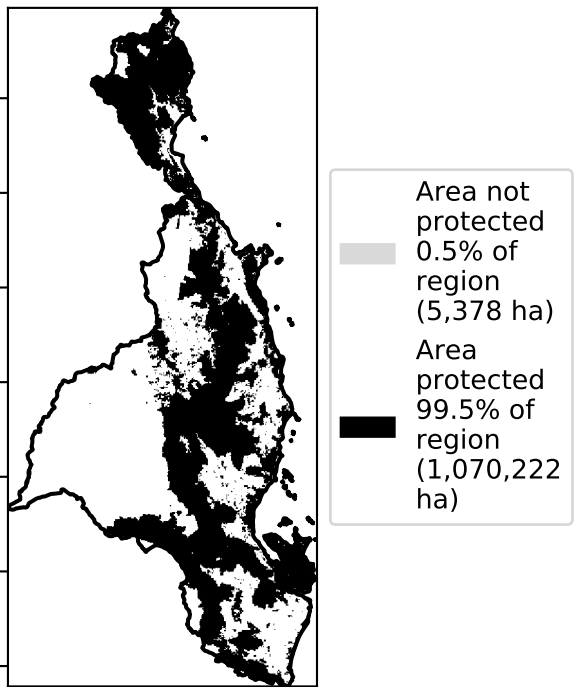 Area not
protected
0.5% of
region
(5,378 ha)
Area
protected
99.5% of
region
(1,070,222
ha)